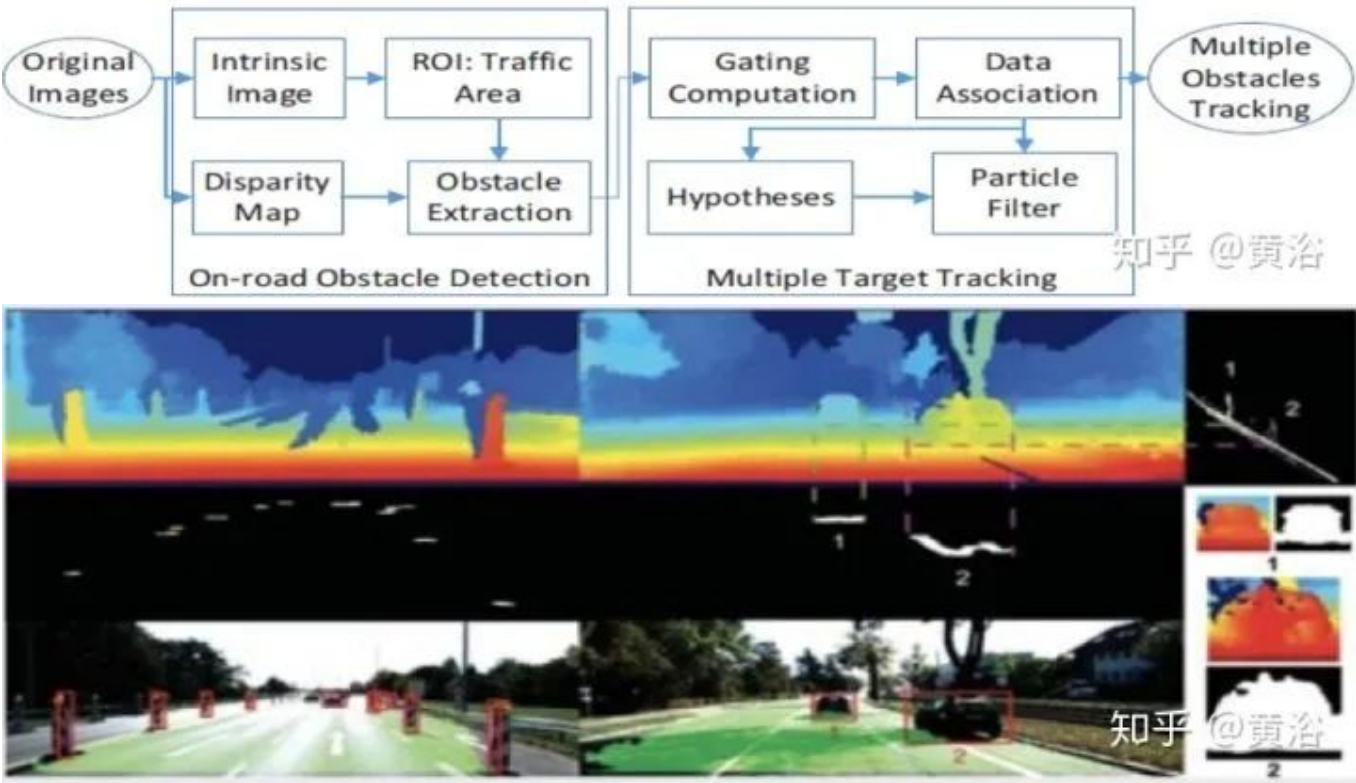 Original
Images
Intrinsic
Image
ROI: Traffic
Area
Disparity
Map
Obstacle
Extraction
On-road Obstacle Detection
Gating
Computation
Data
Association
Hypotheses
Particle
Filter
Multiple Target Tracking
Multiple
Obstacles
Tracking
知乎 @黄浴
1
2
1
2
1
2
1
2
知乎 @黄浴